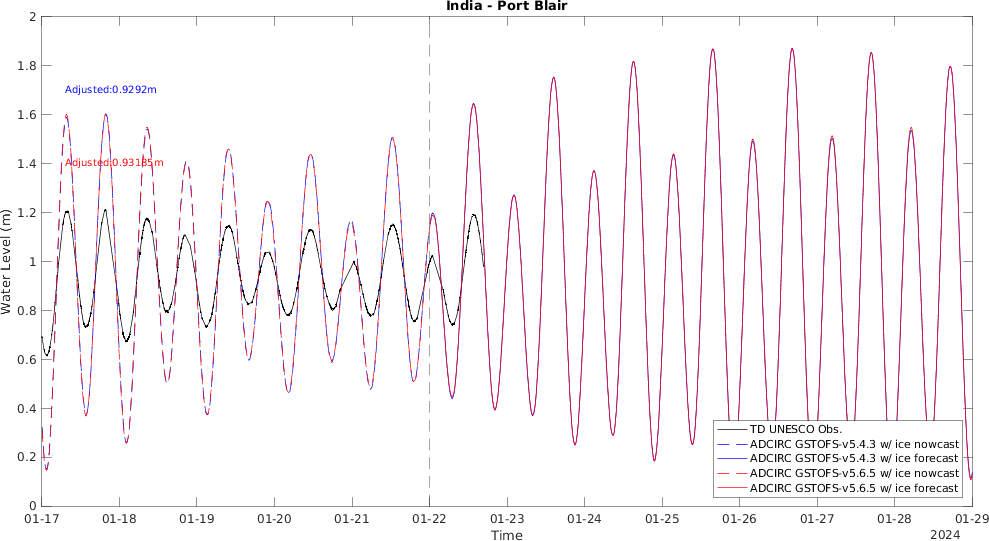 India - Port Blair
2
1.8
1.6
1.4
1.2
1
0.8
0.6
0.4
0.2
0
Water Level (m)
Adjusted:0.9292m
Adjusted:0.93185m
TD UNESCO Obs.
ADCIRC GSTOFS-v5.4.3 w/ ice nowcast
ADCIRC GSTOFS-v5.4.3 w/ ice forecast
ADCIRC GSTOFS-v5.6.5 w/ ice nowcast
ADCIRC GSTOFS-v5.6.5 w/ ice forecast
01-17 01-18 01-19 01-20 01-21 01-22 01-23 01-24 01-25 01-26 01-27 01-28 01-29
Time
2024